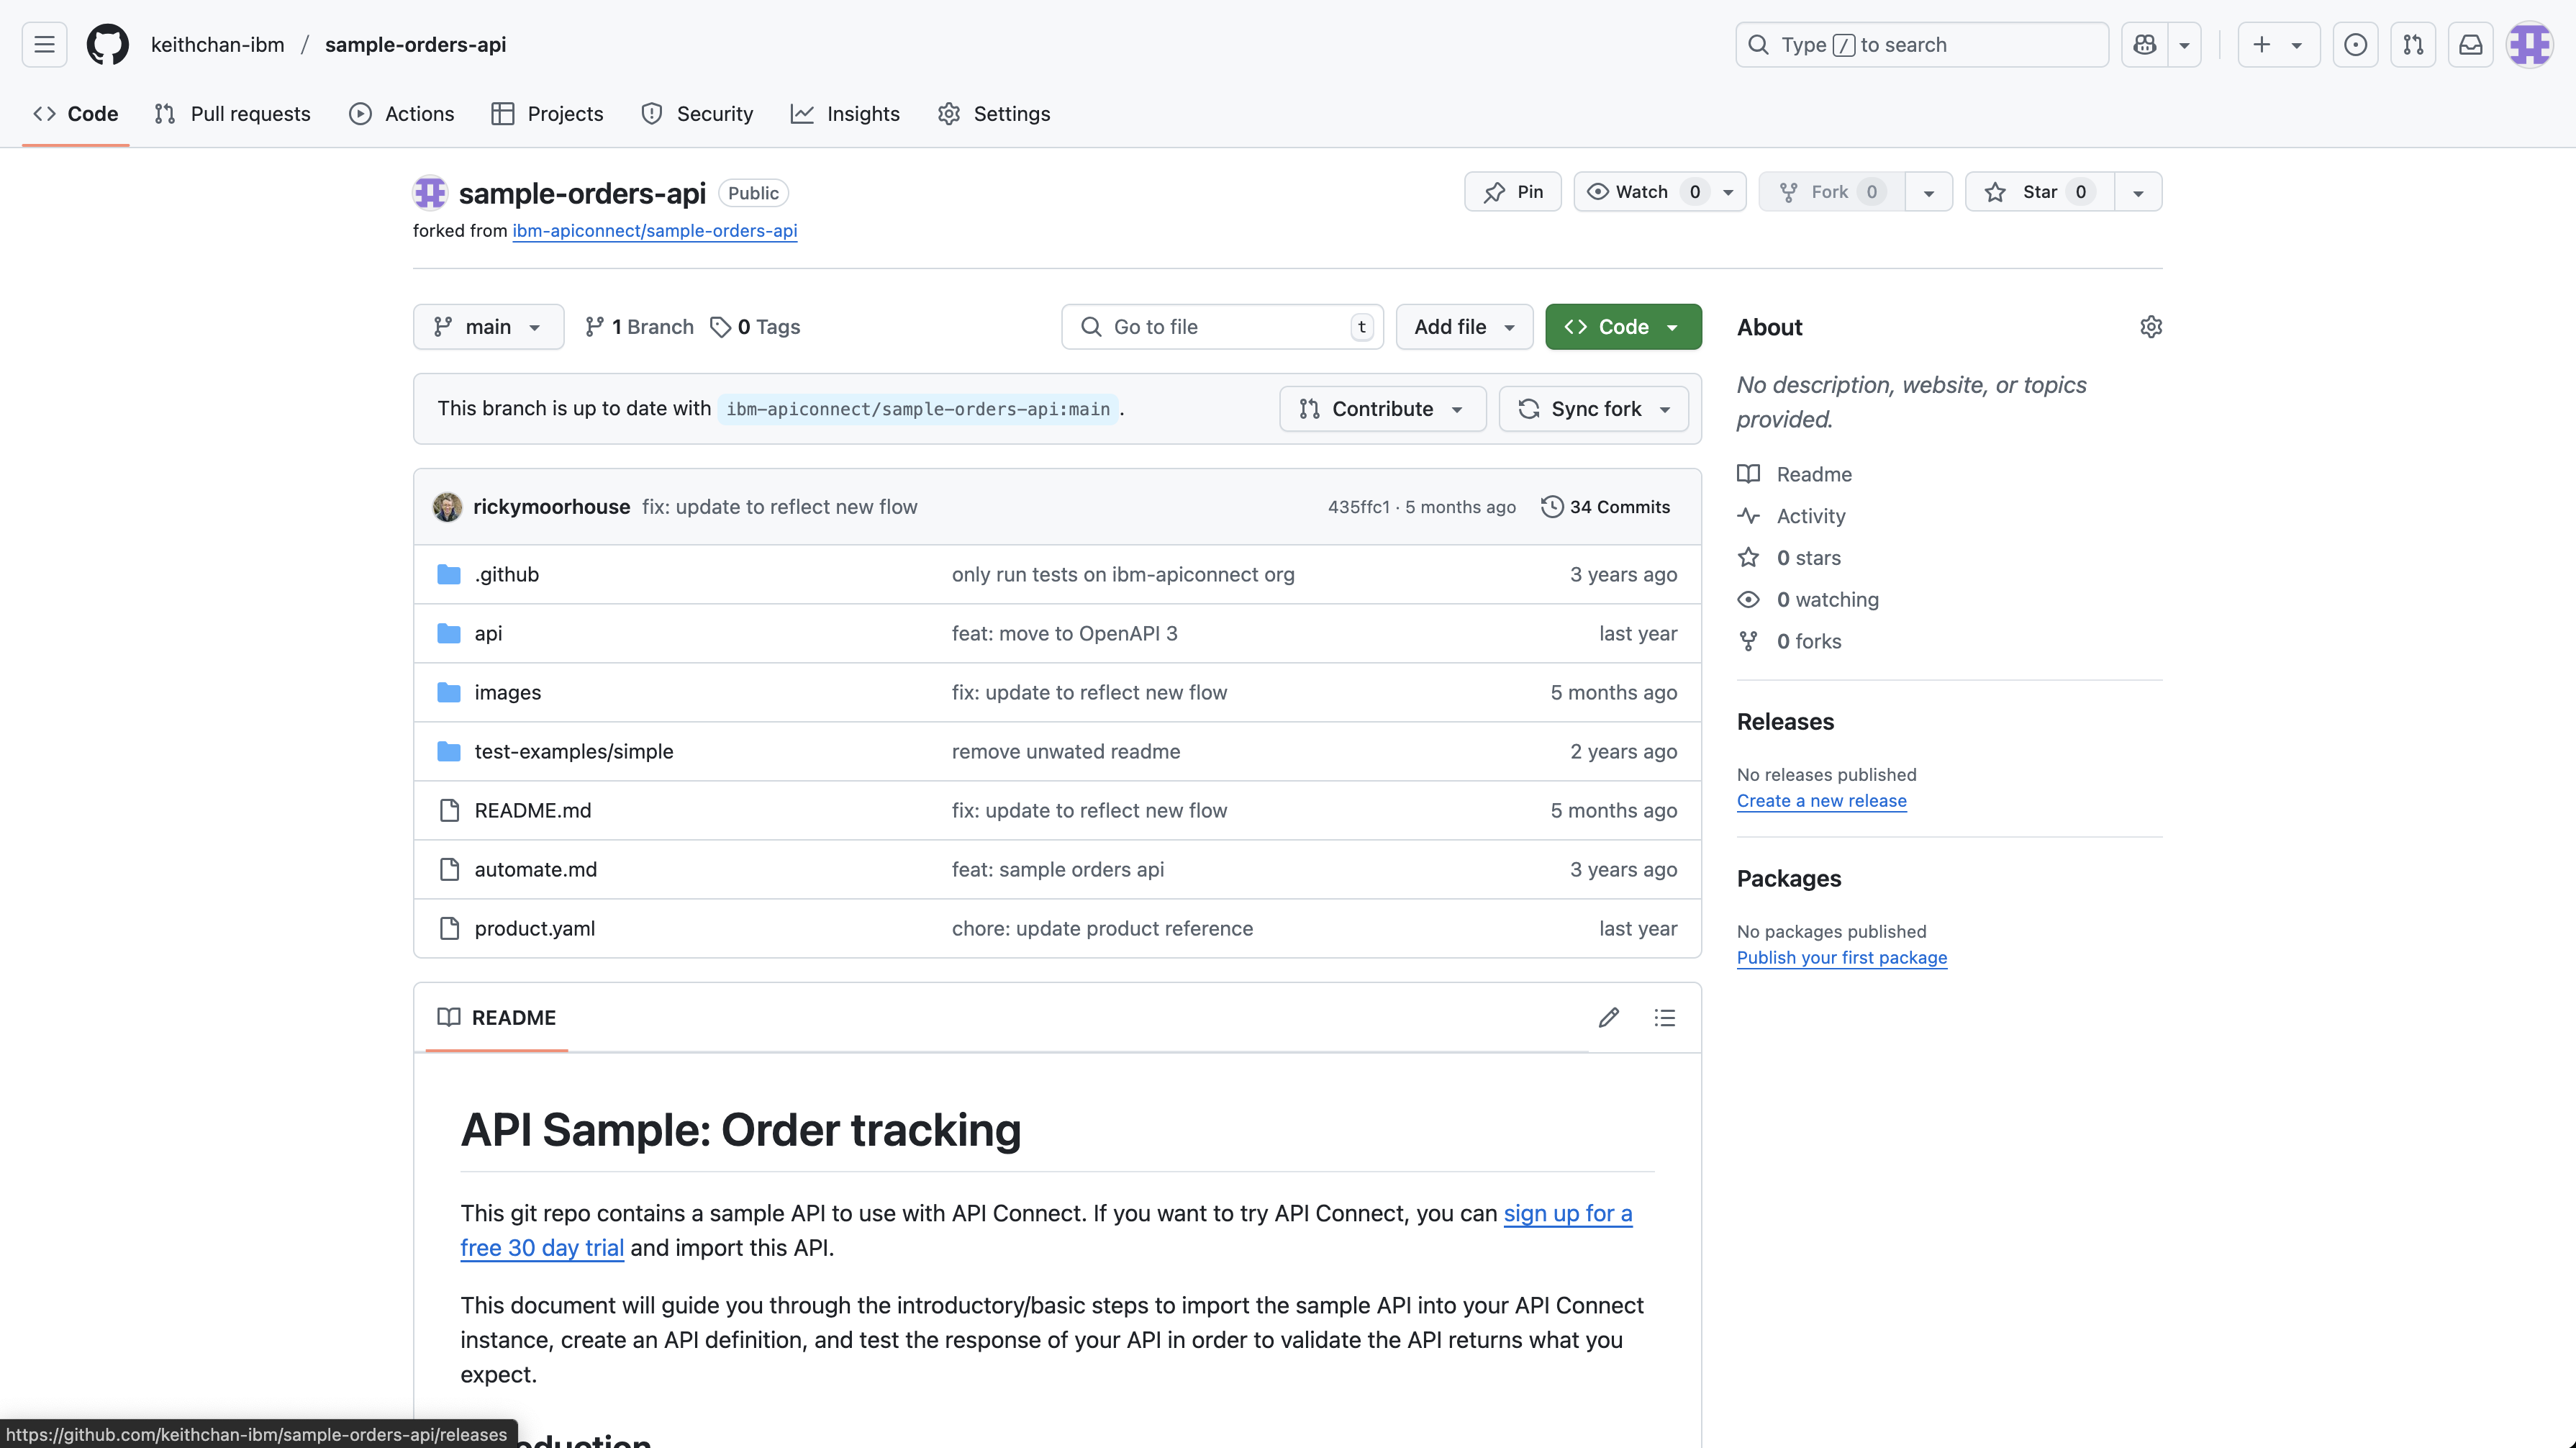 keithchan-ibm / sample-orders-api
Type / to search
Code Pull requests Actions Projects Security Insights Settings
sample-orders-api Public
Pin Watch 0 Fork 0 Star 0
forked from ibm-apiconnect/sample-orders-api
main 1 Branch 0 Tags
Go to file t Add file Code
This branch is up to date with ibm-apiconnect/sample-orders-api:main .
Contribute Sync fork
rickymoorhouse fix: update to reflect new flow 435ffc1 · 5 months ago 34 Commits
.github only run tests on ibm-apiconnect org 3 years ago
api feat: move to OpenAPI 3 last year
images fix: update to reflect new flow 5 months ago
test-examples/simple remove unwated readme 2 years ago
README.md fix: update to reflect new flow 5 months ago
automate.md feat: sample orders api 3 years ago
product.yaml chore: update product reference last year
README
API Sample: Order tracking
This git repo contains a sample API to use with API Connect. If you want to try API Connect, you can sign up for a
free 30 day trial and import this API.
This document will guide you through the introductory/basic steps to import the sample API into your API Connect
instance, create an API definition, and test the response of your API in order to validate the API returns what you
expect.
About
No description, website, or topics
provided.
Readme
Activity
0 stars
0 watching
0 forks
Releases
No releases published
Create a new release
Packages
No packages published
Publish your first package
https://github.com/keithchan-ibm/sample-orders-api/releases